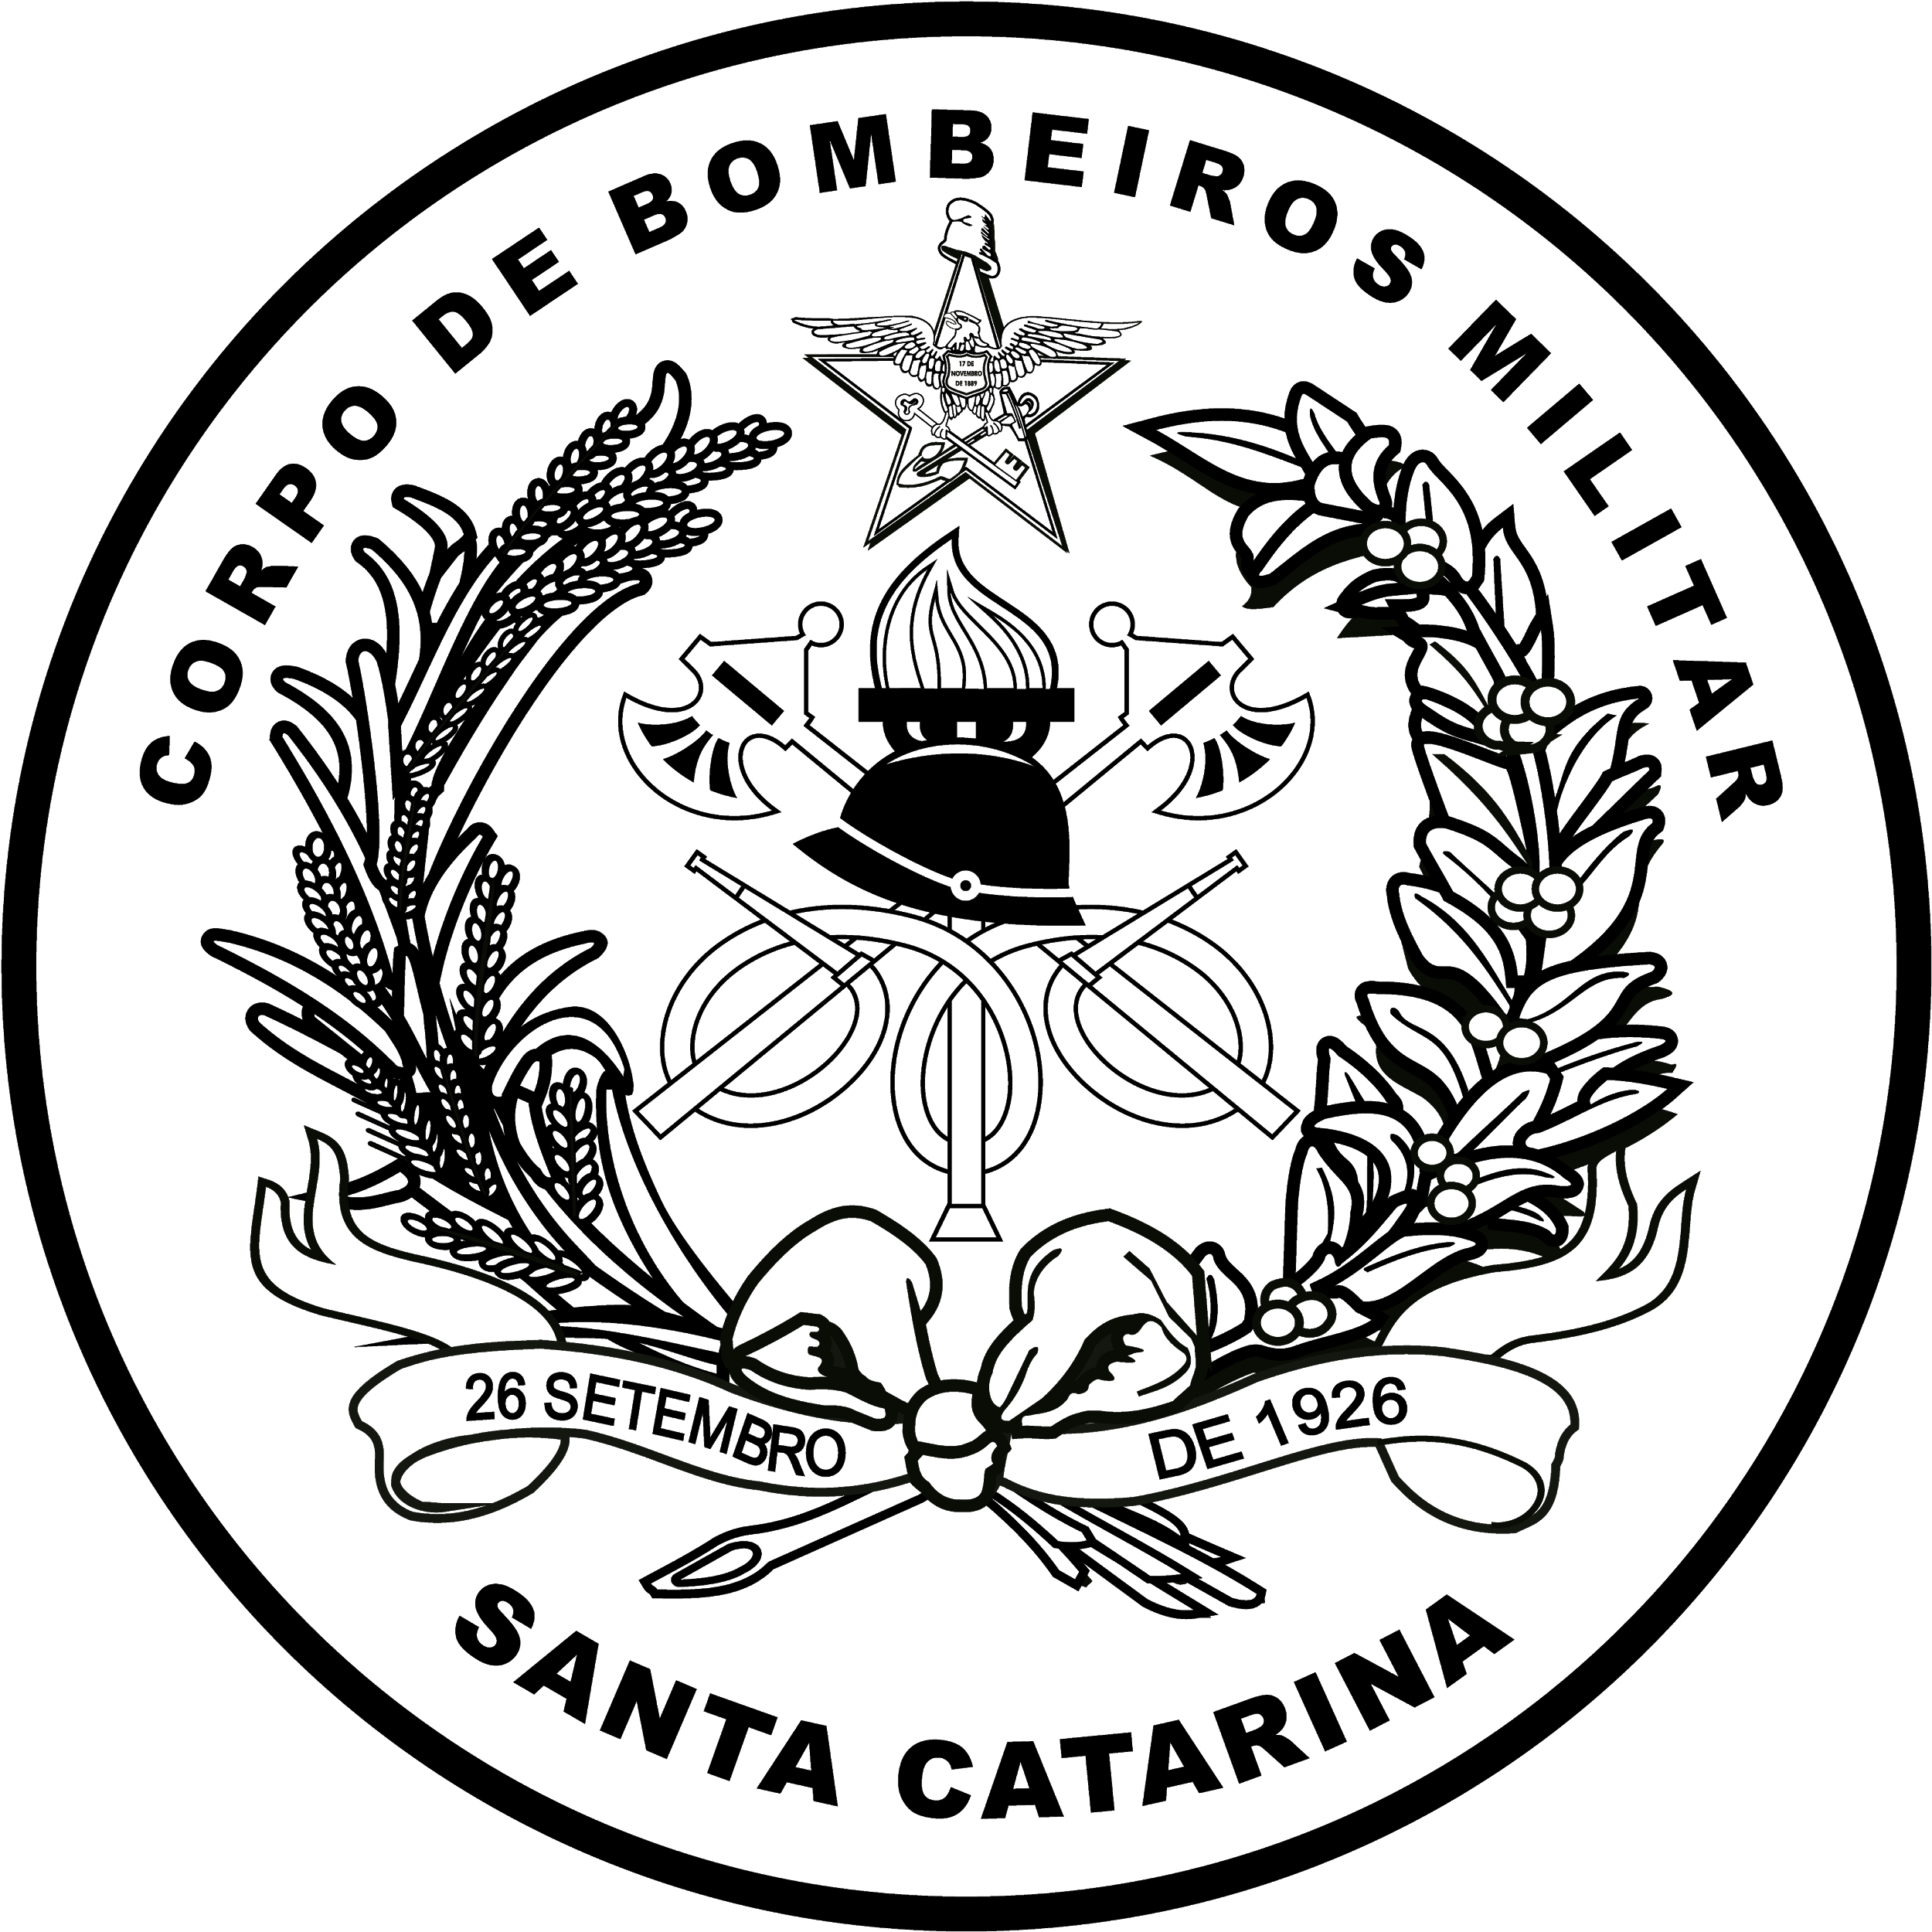 CORPO DE BOMBEIROS MILITAR
17 DE
NOVEMBRO
DE 1889
26 SETEMBRO DE 1926
SANTA CATARINA